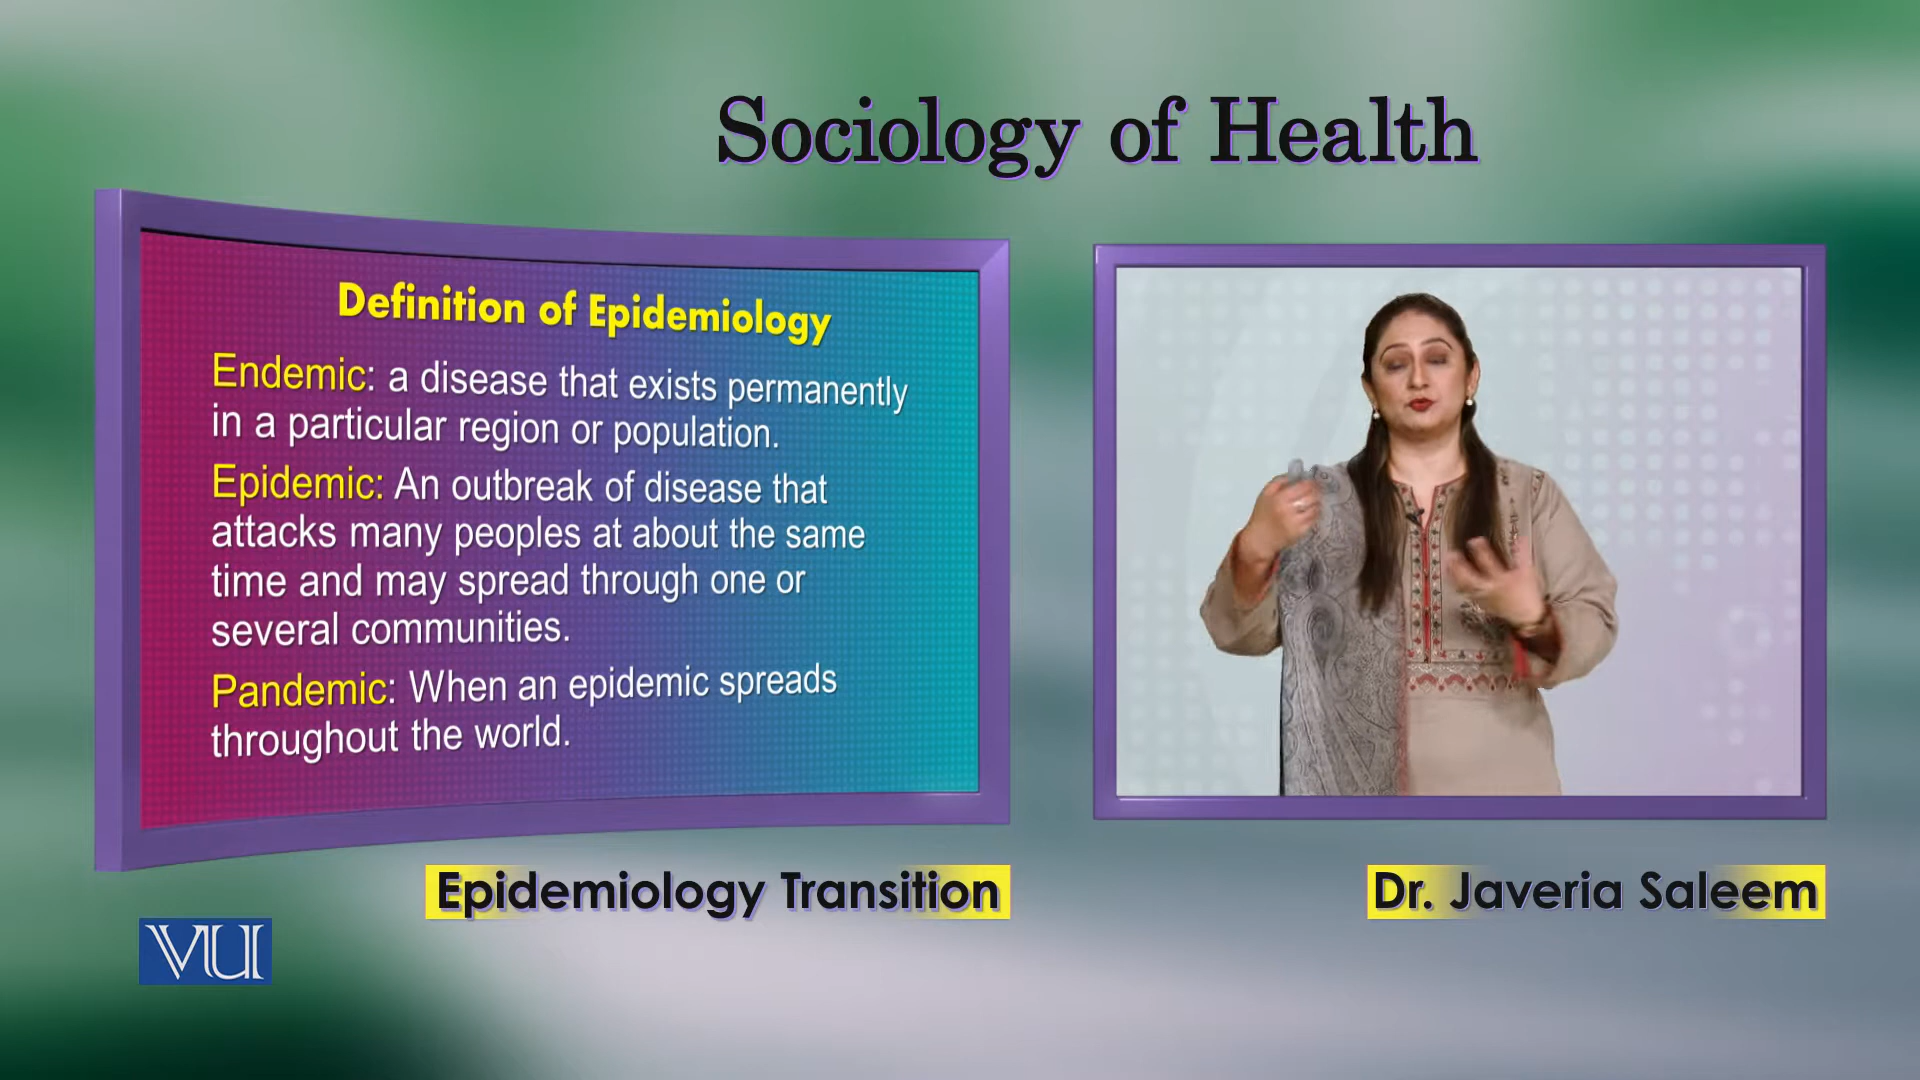 Sociology of Health
Definition of Epidemiology
Endemic: a disease that exists permanently
in a particular region or population.
Epidemic: An outbreak of disease that
attacks many peoples at about the same
time and may spread through one or
several communities.
Pandemic: When an epidemic spreads
throughout the world.
Epidemiology Transition
Dr. Javeria Saleem
VU